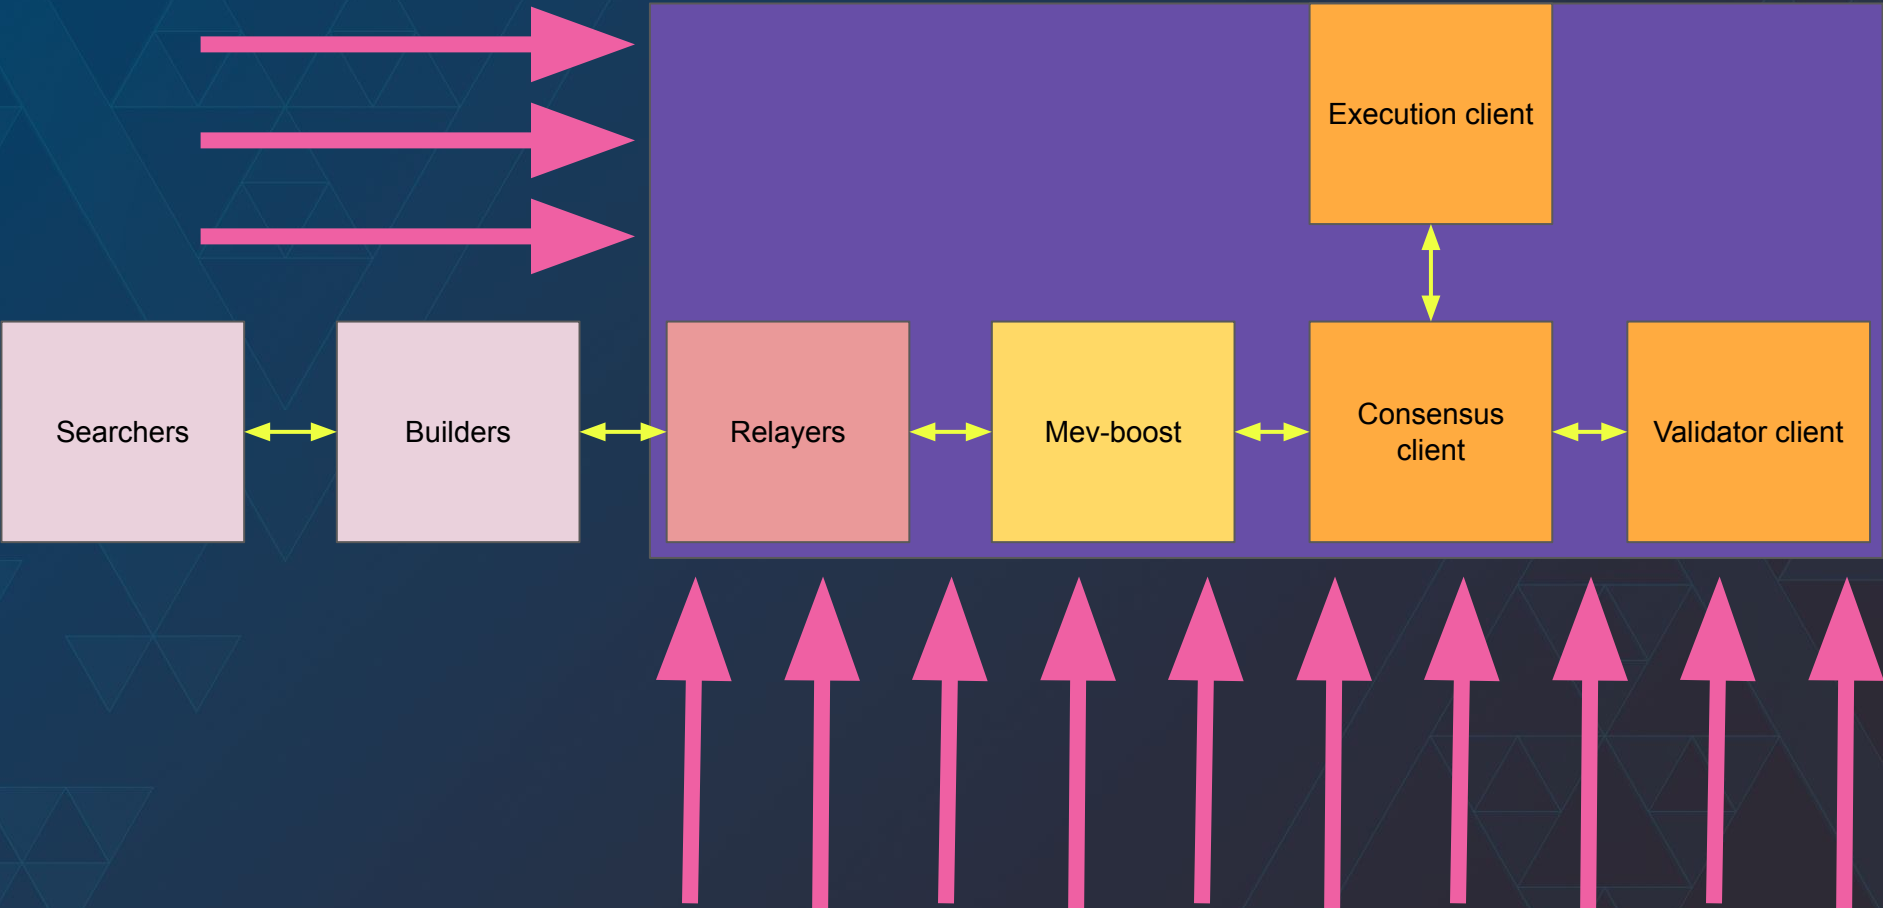 Execution client
Searchers
Builders
Relayers
Mev-boost
Consensus
client
Validator client